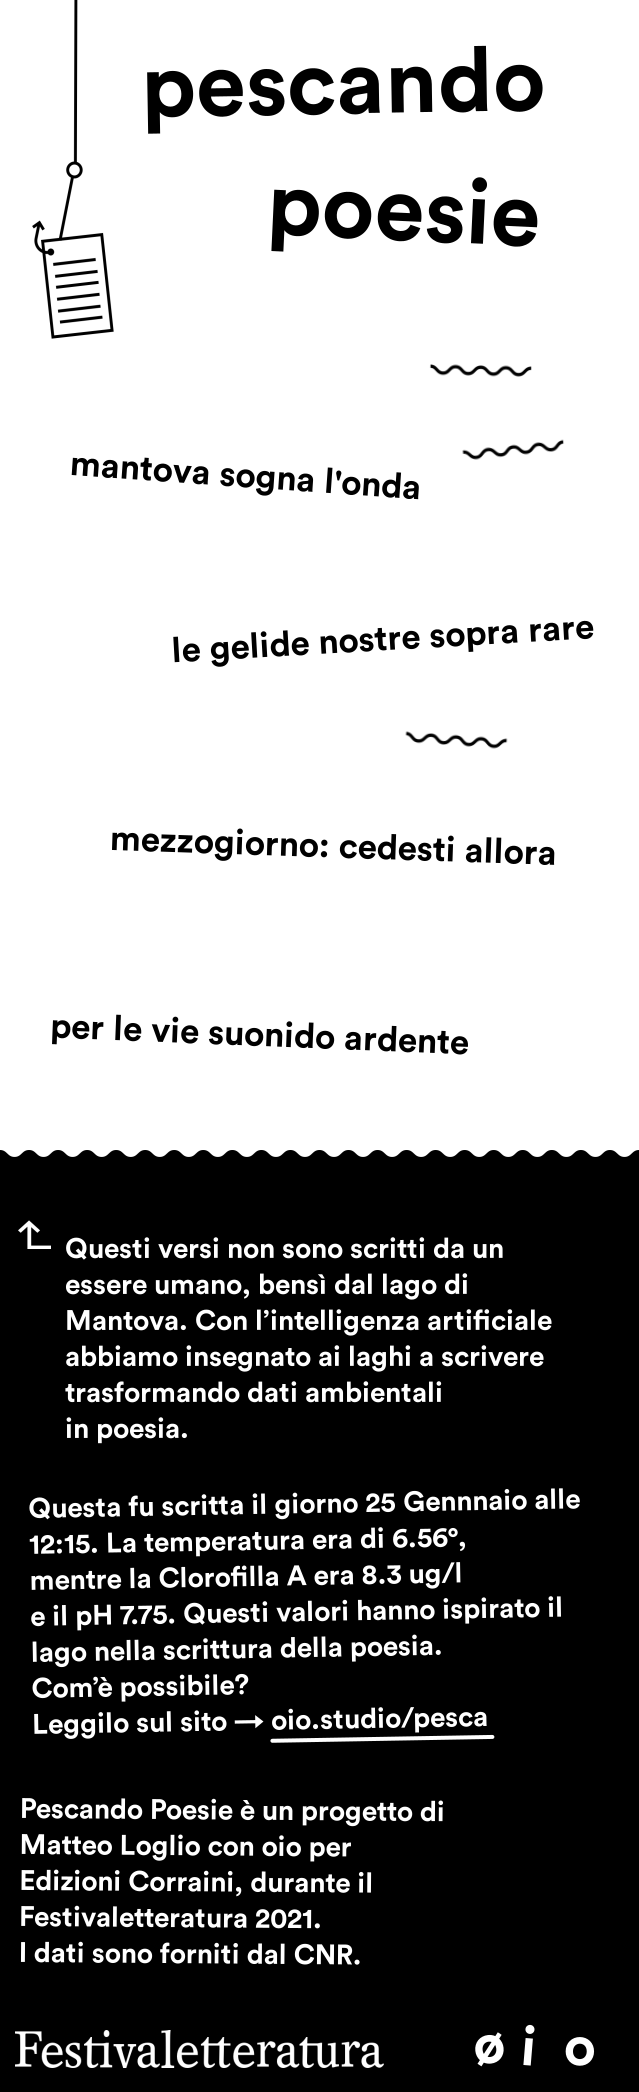 pescando
poesie
mantova sogna l'onda
le gelide nostre sopra rare
mezzogiorno: cedesti allora
per le vie suonido ardente
Questi versi non sono scritti da un
essere umano, bensì dal lago di
Mantova. Con l’intelligenza artificiale
abbiamo insegnato ai laghi a scrivere
trasformando dati ambientali
in poesia.
Questa fu scritta il giorno 25 Gennnaio alle
12:15. La temperatura era di 6.56°,
mentre la Clorofilla A era 8.3 ug/l
e il pH 7.75. Questi valori hanno ispirato il
lago nella scrittura della poesia.
Com’è possibile?
Leggilo sul sito → oio.studio/pesca
Pescando Poesie è un progetto di
Matteo Loglio con oio per
Edizioni Corraini, durante il
Festivaletteratura 2021.
I dati sono forniti dal CNR.
Festivaletteratura ø i o